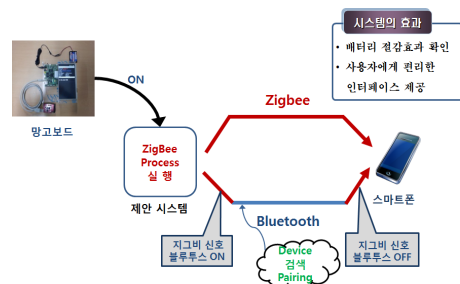 시스템의 효과
• 배터리 절감효과 확인
• 사용자에게 편리한
인터페이스 제공
ON
Zigbee
망고보드
ZigBee
Process
실 행
제안 시스템
스마트폰
Bluetooth
지그비 신호
블루투스 ON
Device
검색
Pairing
지그비 신호
블루투스 OFF